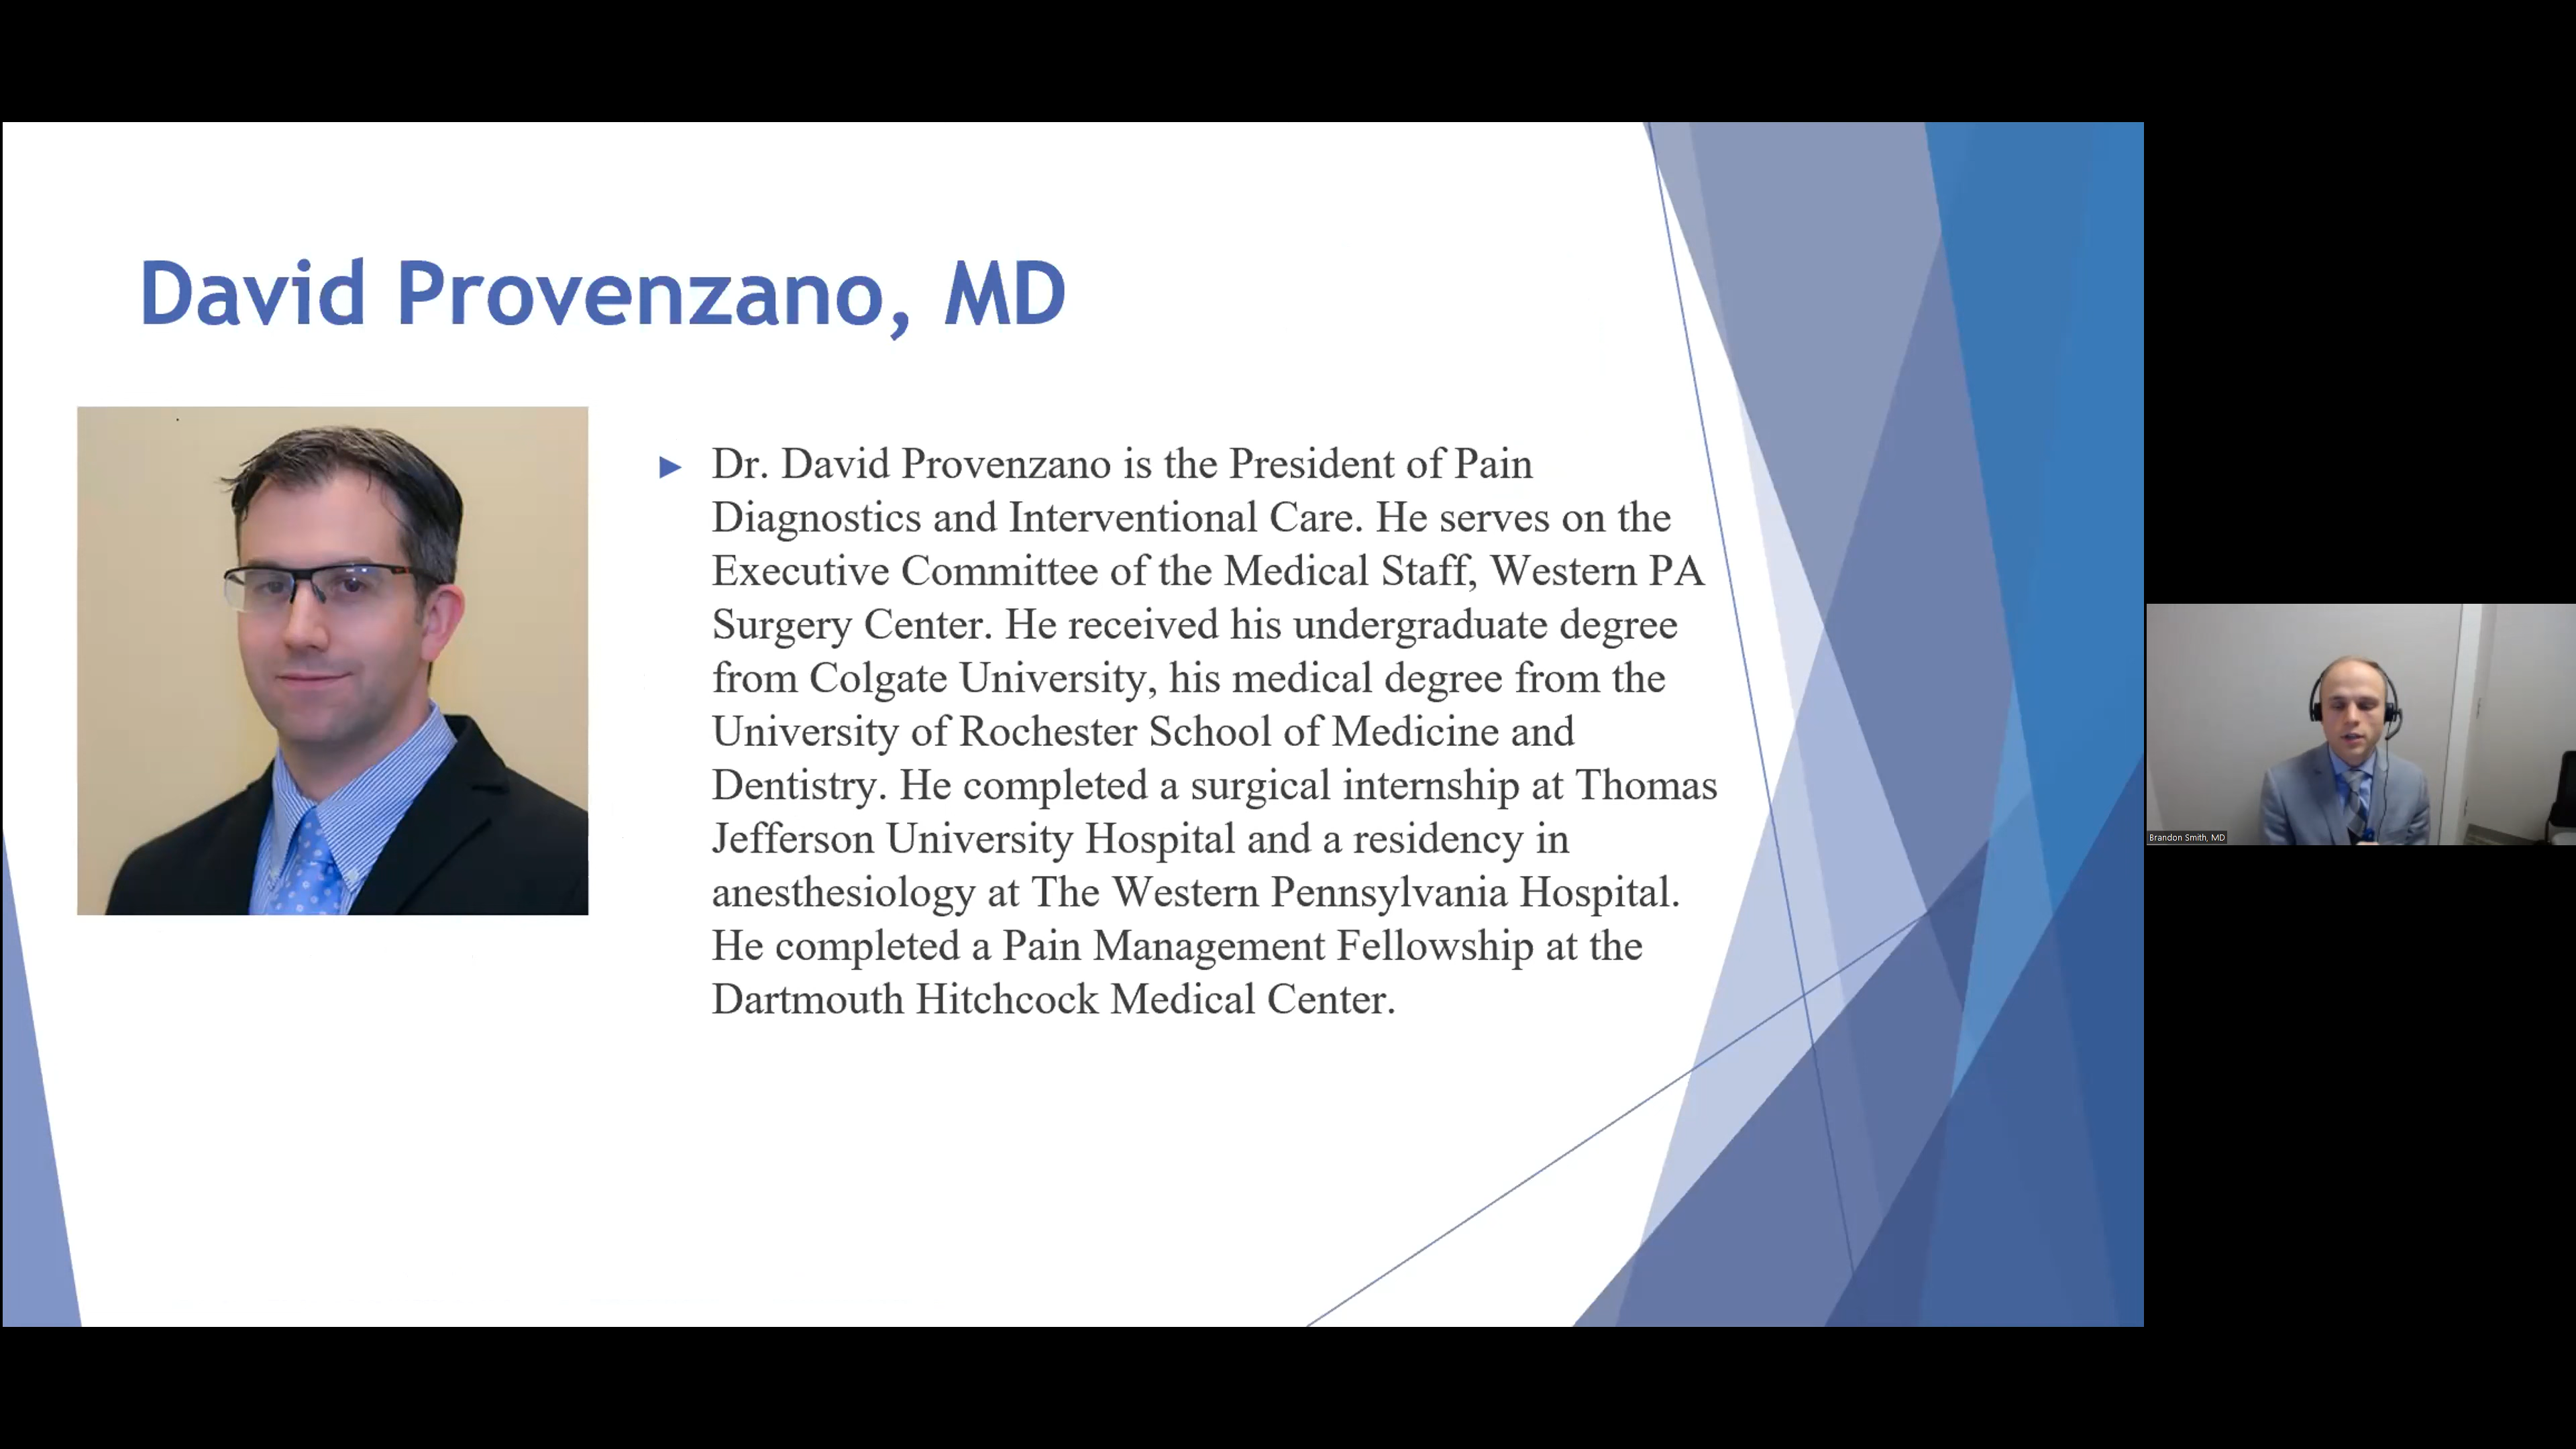 David Provenzano, MD
Dr. David Provenzano is the President of Pain
Diagnostics and Interventional Care. He serves on the
Executive Committee of the Medical Staff, Western PA
Surgery Center. He received his undergraduate degree
from Colgate University, his medical degree from the
University of Rochester School of Medicine and
Dentistry. He completed a surgical internship at Thomas
Jefferson University Hospital and a residency in
anesthesiology at The Western Pennsylvania Hospital.
He completed a Pain Management Fellowship at the
Dartmouth Hitchcock Medical Center.
Brandon Smith, MD